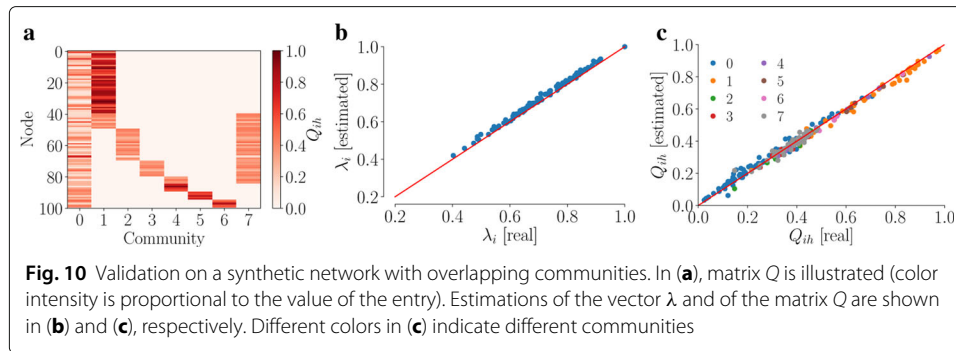 a
0
20
40
60
80
100
Node
0 1 2 3 4 5 6 7
Community
1.0
0.8
0.6
0.4
0.2
0.0
Q_ih
b
1.0
0.8
0.6
0.4
0.2
λ_i [estimated]
0.2 0.4 0.6 0.8 1.0
λ_i [real]
c
1.0
0.8
0.6
0.4
0.2
0.0
Q_ih [estimated]
0 4
1 5
2 6
3 7
0.0 0.2 0.4 0.6 0.8 1.0
Q_ih [real]
Fig. 10 Validation on a synthetic network with overlapping communities. In (a), matrix Q is illustrated (color
intensity is proportional to the value of the entry). Estimations of the vector λ and of the matrix Q are shown
in (b) and (c), respectively. Different colors in (c) indicate different communities